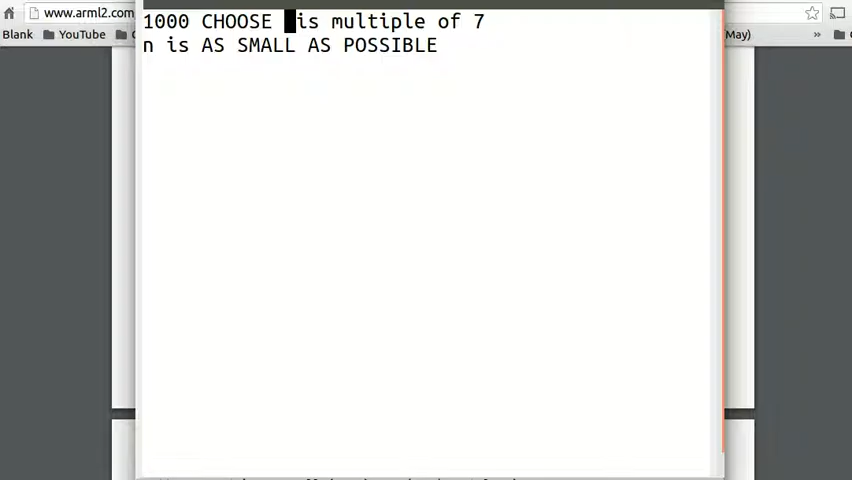 www.arml2.com
Blank YouTube
May)
1000 CHOOSE is multiple of 7
n is AS SMALL AS POSSIBLE